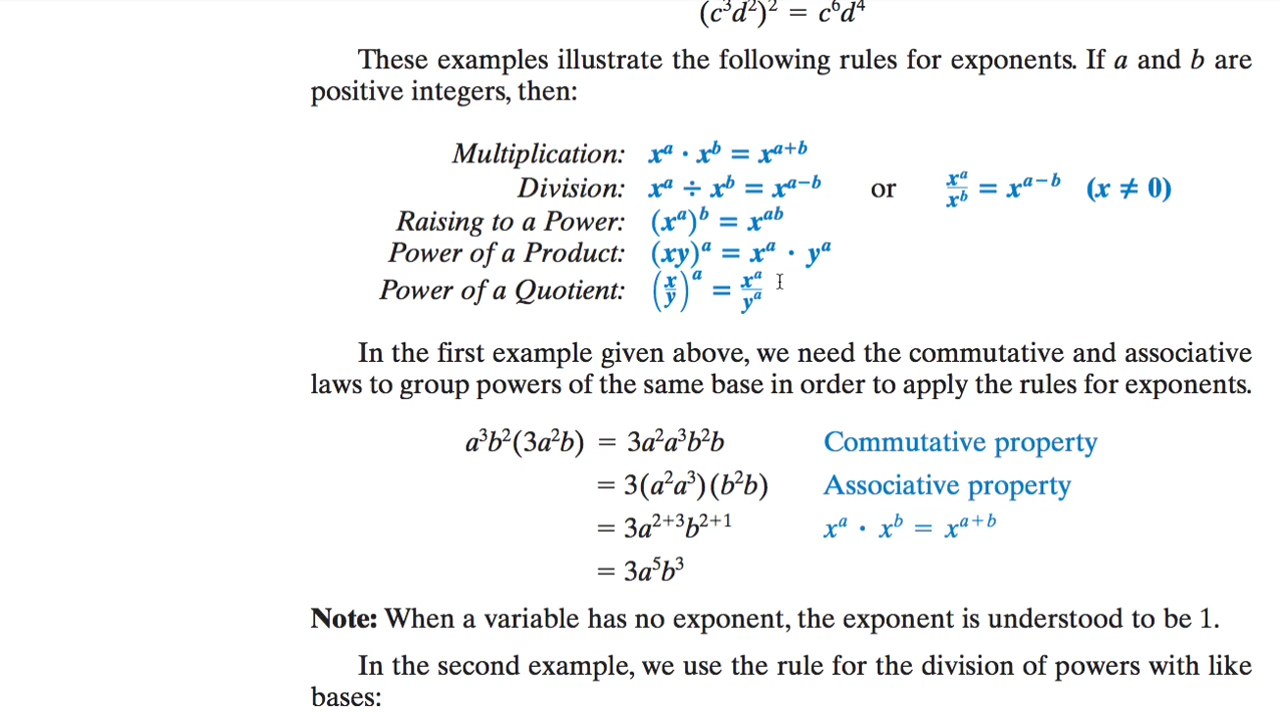 (c³d²)² = c⁶d⁴
These examples illustrate the following rules for exponents. If a and b are
positive integers, then:
Multiplication: xᵃ · xᵇ = xᵃ⁺ᵇ
Division: xᵃ ÷ xᵇ = xᵃ⁻ᵇ or xᵃ/xᵇ = xᵃ⁻ᵇ (x ≠ 0)
Raising to a Power: (xᵃ)ᵇ = xᵃᵇ
Power of a Product: (xy)ᵃ = xᵃ · yᵃ
Power of a Quotient: (x/y)ᵃ = xᵃ/yᵃ
In the first example given above, we need the commutative and associative
laws to group powers of the same base in order to apply the rules for exponents.
a³b²(3a²b) = 3a²a³b²b Commutative property
= 3(a²a³)(b²b) Associative property
= 3a²⁺³b²⁺¹ xᵃ · xᵇ = xᵃ⁺ᵇ
= 3a⁵b³
Note: When a variable has no exponent, the exponent is understood to be 1.
In the second example, we use the rule for the division of powers with like
bases: